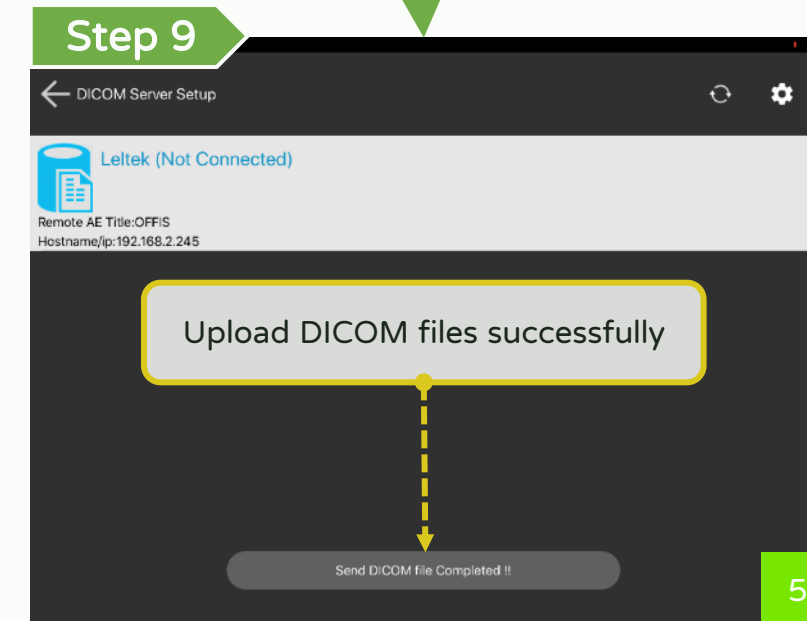 Step 9
DICOM Server Setup
Leltek (Not Connected)
Remote AE Title:OFFIS
Hostname/ip:192.168.2.245
Upload DICOM files successfully
Send DICOM file Completed !!
5